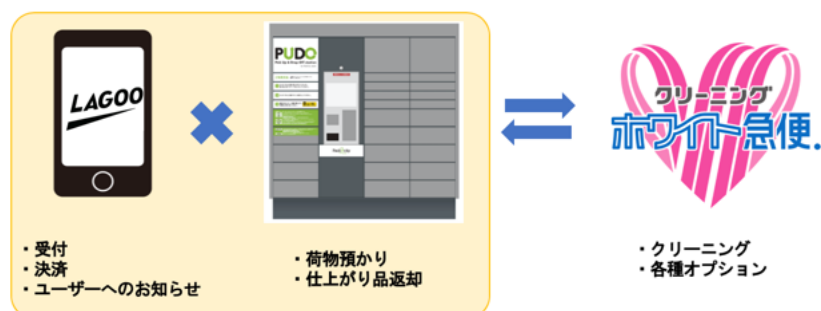 LAGOO
・受付
・決済
・ユーザーへのお知らせ
PUDO
・荷物預かり
・仕上がり品返却
クリーニング
ホワイト急便.
・クリーニング
・各種オプション